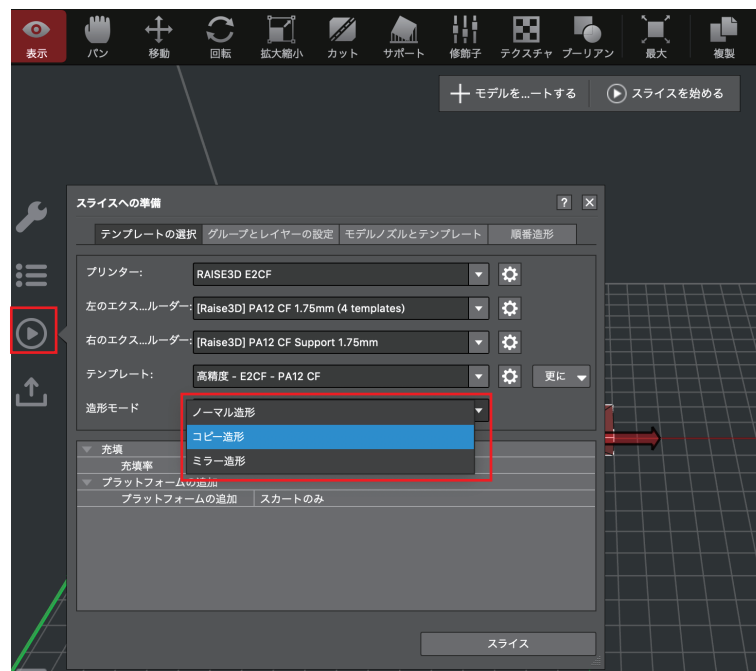 表示 パン 移動 回転 拡大縮小 カット サポート 修飾子 テクスチャ ブーリアン 最大 複製
モデルを...ートする スライスを始める
スライスへの準備 ?
テンプレートの選択 グループとレイヤーの設定 モデルノズルとテンプレート 順番造形
プリンター: RAISE3D E2CF
左のエクス...ルーダー: [Raise3D] PA12 CF 1.75mm (4 templates)
右のエクス...ルーダー: [Raise3D] PA12 CF Support 1.75mm
テンプレート: 高精度 - E2CF - PA12 CF 更に
造形モード ノーマル造形
コピー造形
充填
ミラー造形
充填率
プラットフォームの追加
プラットフォームの追加 スカートのみ
スライス